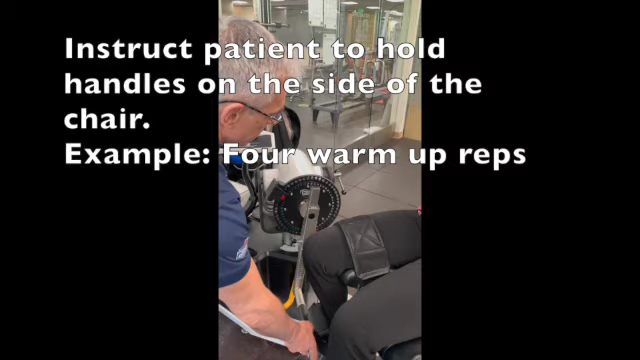 Instruct patient to hold
handles on the side of the
chair.
Example: Four warm up reps